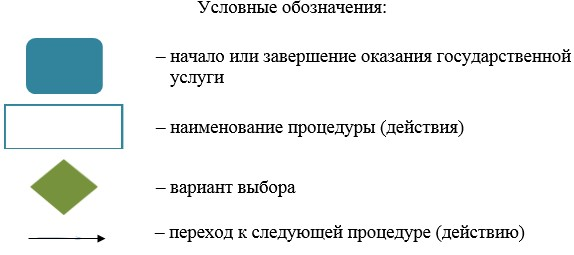 Условные обозначения:
– начало или завершение оказания государственной
услуги
– наименование процедуры (действия)
– вариант выбора
– переход к следующей процедуре (действию)